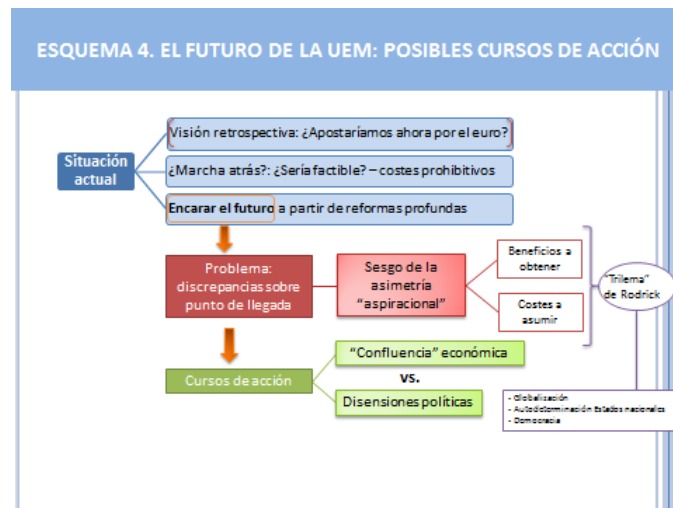 ESQUEMA 4. EL FUTURO DE LA UEM: POSIBLES CURSOS DE ACCIÓN
Situación
actual
Visión retrospectiva: ¿Apostaríamos ahora por el euro?
¿Marcha atrás?: ¿Sería factible? – costes prohibitivos
Encarar el futuro a partir de reformas profundas
Problema:
discrepancias sobre
punto de llegada
Sesgo de la
asimetría
“aspiracional”
Beneficios a
obtener
Costes a
asumir
“Trilema”
de Rodrick
- Globalización
- Autodeterminación Estados nacionales
- Democracia
Cursos de acción
“Confluencia” económica
vs.
Disensiones políticas